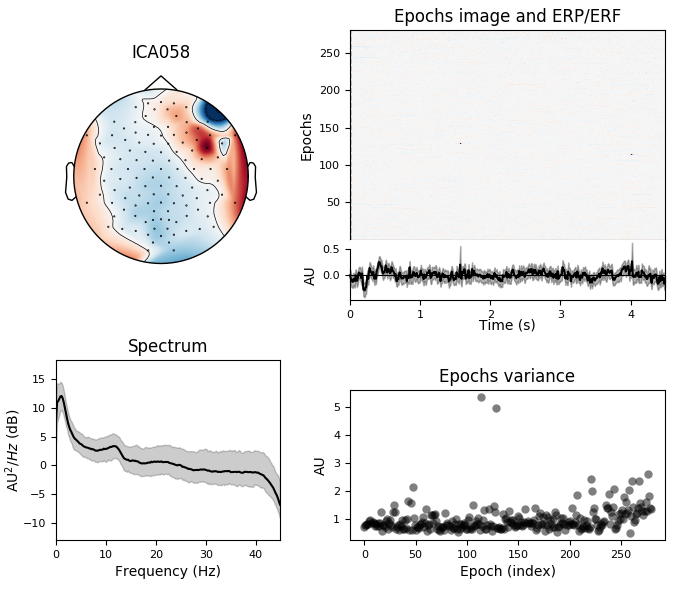 ICA058
Epochs image and ERP/ERF
Epochs
250
200
150
100
50
AU
0.5
0.0
0 1 2 3 4
Time (s)
Spectrum
AU²/Hz (dB)
15
10
5
0
−5
−10
0 10 20 30 40
Frequency (Hz)
Epochs variance
AU
5
4
3
2
1
0 50 100 150 200 250
Epoch (index)